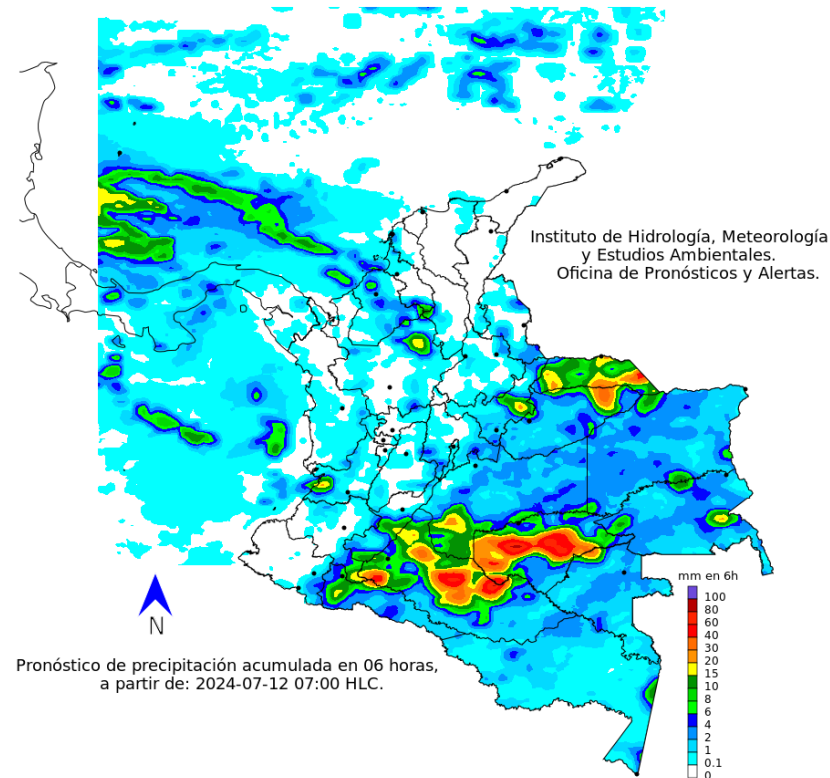 Instituto de Hidrología, Meteorología
y Estudios Ambientales.
Oficina de Pronósticos y Alertas.
mm en 6h
100
80
60
40
30
20
15
10
8
6
4
2
1
0.1
0
N
Pronóstico de precipitación acumulada en 06 horas,
a partir de: 2024-07-12 07:00 HLC.